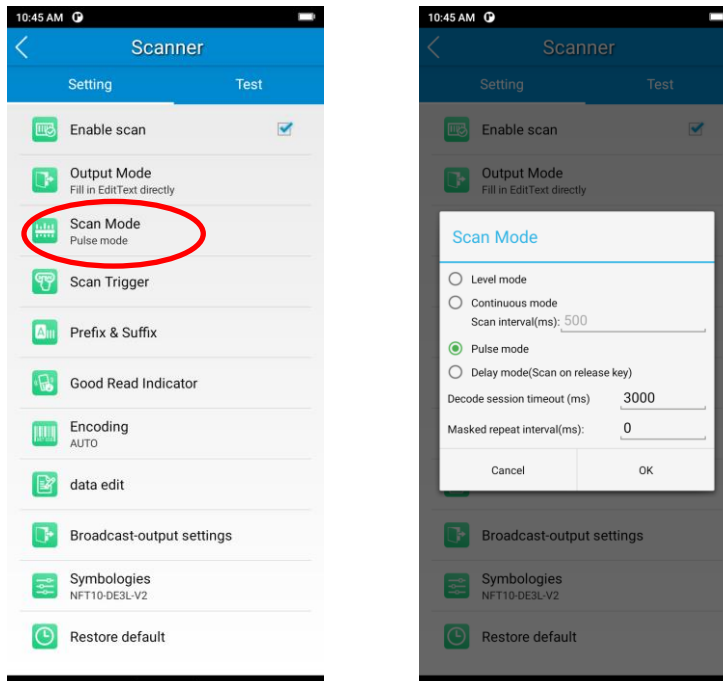 10:45 AM
Scanner
Setting Test
Enable scan
Output Mode
Fill in EditText directly
Scan Mode
Pulse mode
Scan Trigger
Prefix & Suffix
Good Read Indicator
Encoding
AUTO
data edit
Broadcast-output settings
Symbologies
NFT10-DE3L-V2
Restore default
10:45 AM
Scanner
Setting Test
Enable scan
Output Mode
Fill in EditText directly
Scan Mode
Level mode
Continuous mode
Scan interval(ms): 500
Pulse mode
Delay mode(Scan on release key)
Decode session timeout (ms) 3000
Masked repeat interval(ms): 0
Cancel OK
Broadcast-output settings
Symbologies
NFT10-DE3L-V2
Restore default